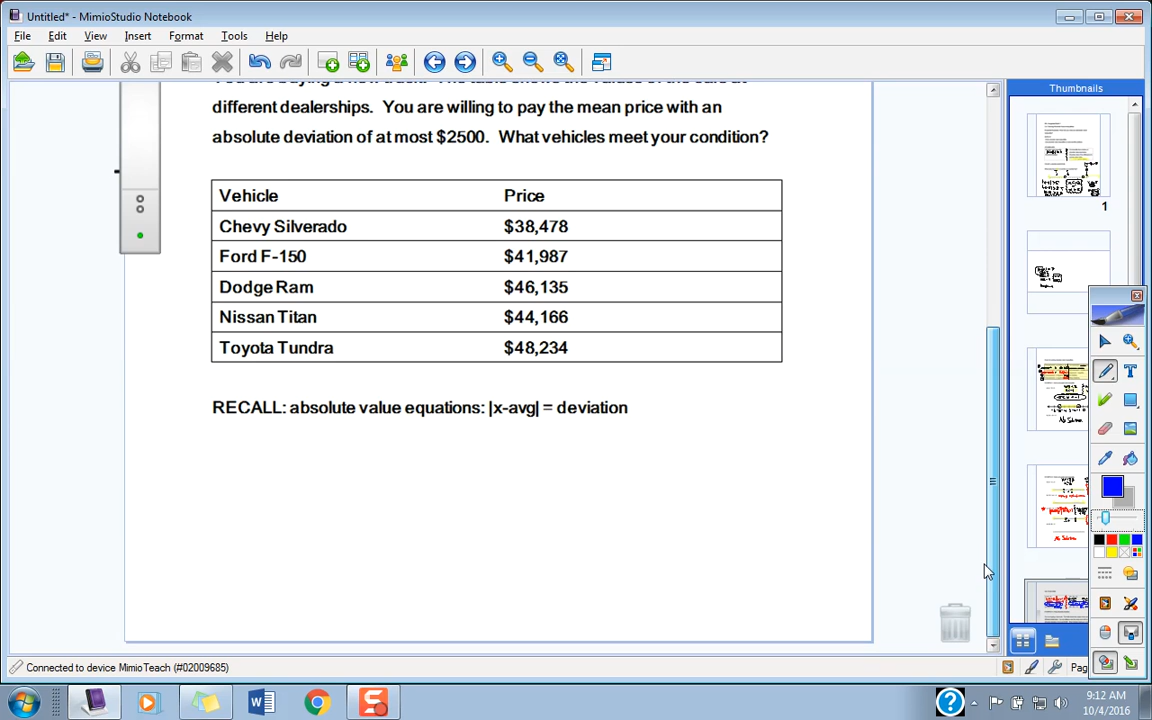 Untitled* - MimioStudio Notebook
File Edit View Insert Format Tools Help
different dealerships. You are willing to pay the mean price with an
absolute deviation of at most $2500. What vehicles meet your condition?
Vehicle Price
Chevy Silverado $38,478
Ford F-150 $41,987
Dodge Ram $46,135
Nissan Titan $44,166
Toyota Tundra $48,234
RECALL: absolute value equations: |x-avg| = deviation
Thumbnails
1
T
Connected to device MimioTeach (#02009685)
Pag
9:12 AM
10/4/2016